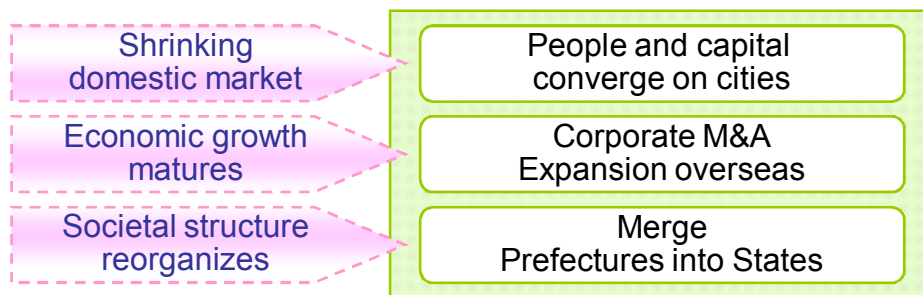 Shrinking
domestic market
People and capital
converge on cities
Economic growth
matures
Corporate M&A
Expansion overseas
Societal structure
reorganizes
Merge
Prefectures into States